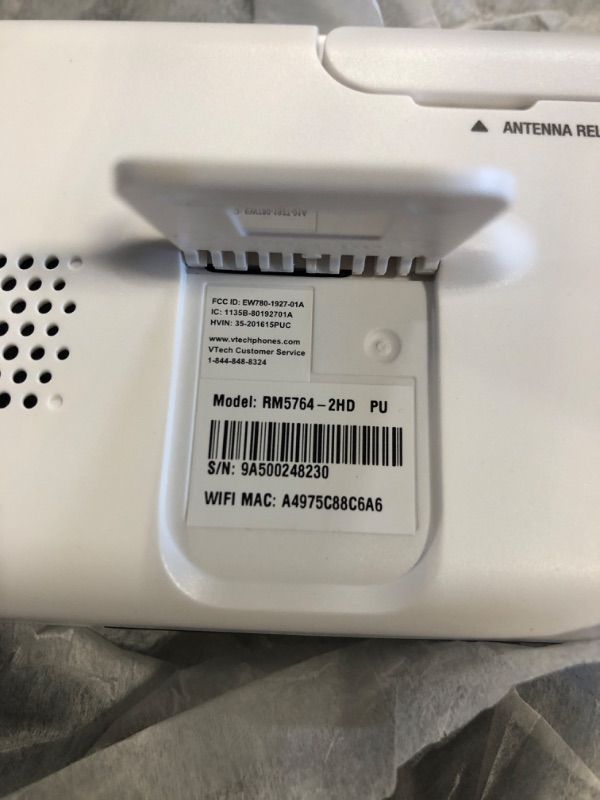 ▲ ANTENNA REL
FCC ID: EW780-1927-01A
IC: 1135B-80192701A
HVIN: 35-201615PUC
www.vtechphones.com
VTech Customer Service
1-844-848-8324
Model: RM5764-2HD PU
S/N: 9A500248230
WIFI MAC: A4975C88C6A6